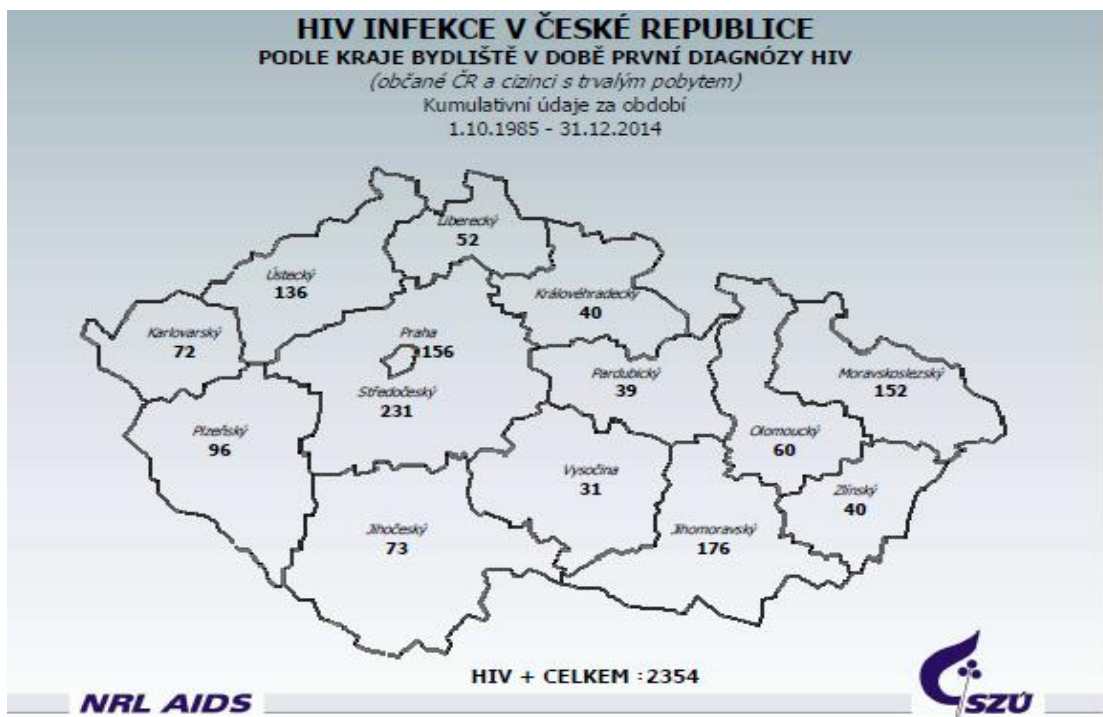 HIV INFEKCE V ČESKÉ REPUBLICE
PODLE KRAJE BYDLIŠTĚ V DOBĚ PRVNÍ DIAGNÓZY HIV
(občané ČR a cizinci s trvalým pobytem)
Kumulativní údaje za období
1.10.1985 - 31.12.2014
Liberecký
52
Ústecký
136
Královéhradecký
40
Karlovarský
72
Praha
1156
Středočeský
231
Pardubický
39
Moravskoslezský
152
Plzeňský
96
Olomoucký
60
Vysočina
31
Zlínský
40
Jihočeský
73
Jihomoravský
176
HIV + CELKEM : 2354
NRL AIDS
SZÚ